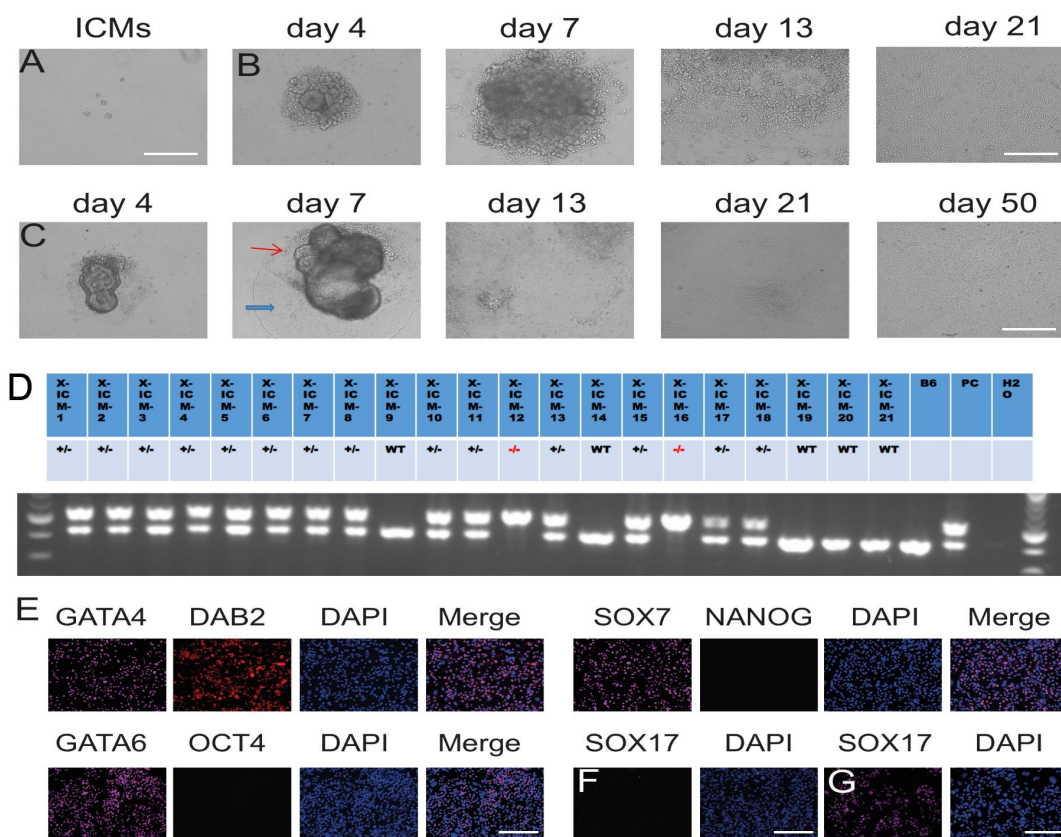 ICMs day 4 day 7 day 13 day 21
A B
day 4 day 7 day 13 day 21 day 50
C
D
X-ICM-1 X-ICM-2 X-ICM-3 X-ICM-4 X-ICM-5 X-ICM-6 X-ICM-7 X-ICM-8 X-ICM-9 X-ICM-10 X-ICM-11 X-ICM-12 X-ICM-13 X-ICM-14 X-ICM-15 X-ICM-16 X-ICM-17 X-ICM-18 X-ICM-19 X-ICM-20 X-ICM-21 B6 PC H2O
+/- +/- +/- +/- +/- +/- +/- +/- WT +/- +/- -/- +/- WT +/- -/- +/- +/- WT WT WT
E
GATA4 DAB2 DAPI Merge SOX7 NANOG DAPI Merge
GATA6 OCT4 DAPI Merge SOX17 DAPI SOX17 DAPI
F G